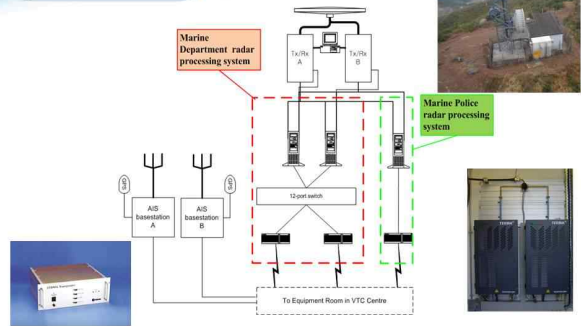 Marine
Department radar
processing system
Tx/Rx
A
Tx/Rx
B
Marine Police
radar processing
system
GPS
GPS
AIS
basestation
A
AIS
basestation
B
12-port switch
To Equipment Room in VTC Centre